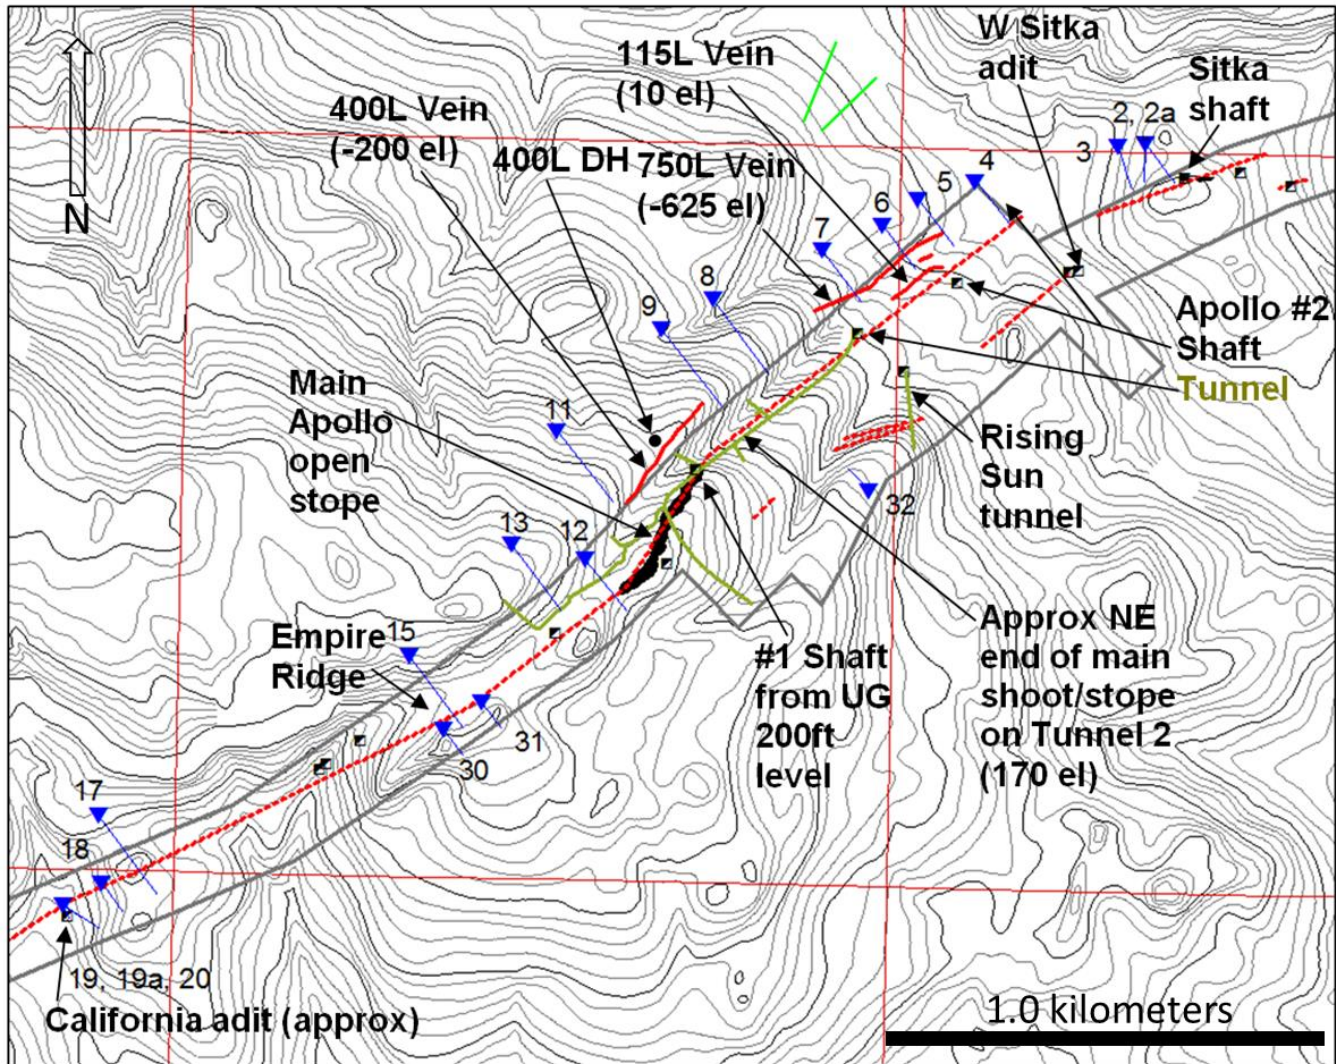 W Sitka
adit
115L Vein
(10 el)
Sitka
shaft
400L Vein
(-200 el)
400L DH
750L Vein
(-625 el)
2, 2a
3
4
5
6
7
8
9
N
Apollo #2
Shaft
Tunnel
Main
Apollo
open
stope
11
Rising
Sun
tunnel
32
13
12
Empire
Ridge
15
#1 Shaft
from UG
200ft
level
Approx NE
end of main
shoot/stope
on Tunnel 2
(170 el)
31
30
17
18
19, 19a, 20
California adit (approx)
1.0 kilometers